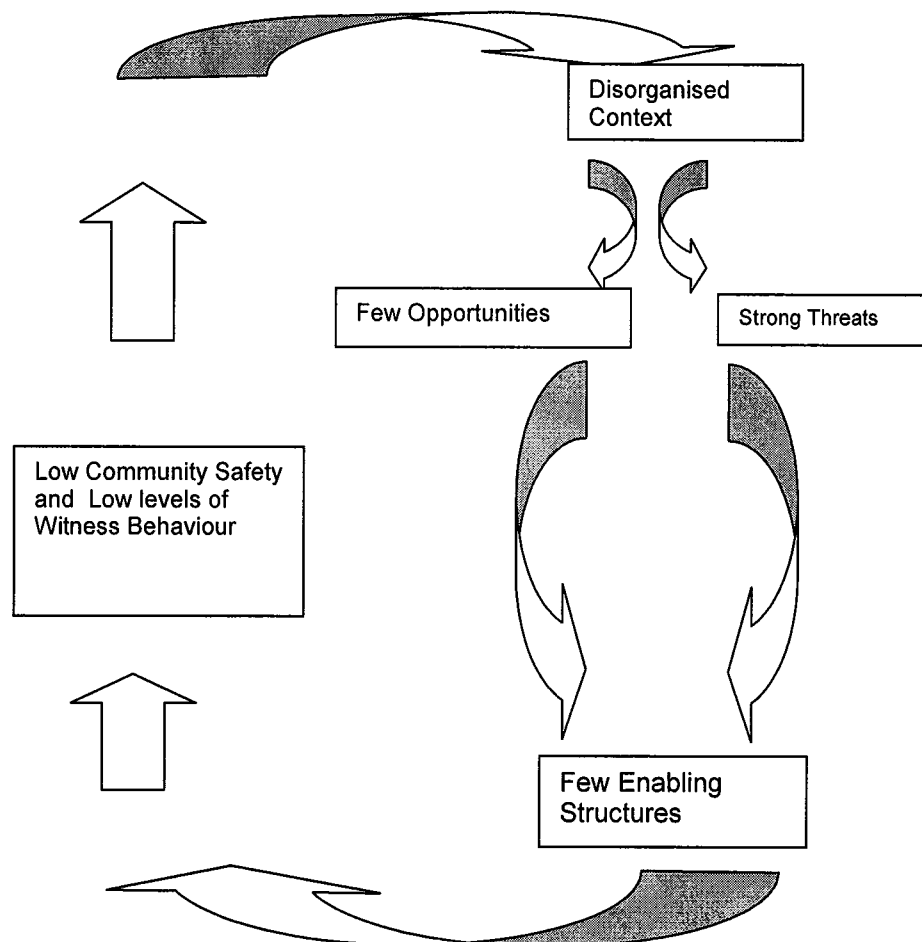 Disorganised
Context
Few Opportunities
Strong Threats
Low Community Safety
and Low levels of
Witness Behaviour
Few Enabling
Structures